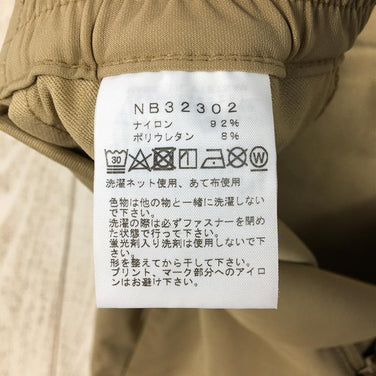 NB32302
ナイロン 92%
ポリウレタン 8%
30 W
洗濯ネット使用、あて布使用
色物は他の物と一緒に洗濯しない
で下さい。
洗濯の際は必ずファスナーを閉め
た状態で行って下さい。
蛍光剤入り洗剤は使用しないで下
さい。
形を整えてから干して下さい。
プリント、マーク部分へのアイロ
ンはさけて下さい。